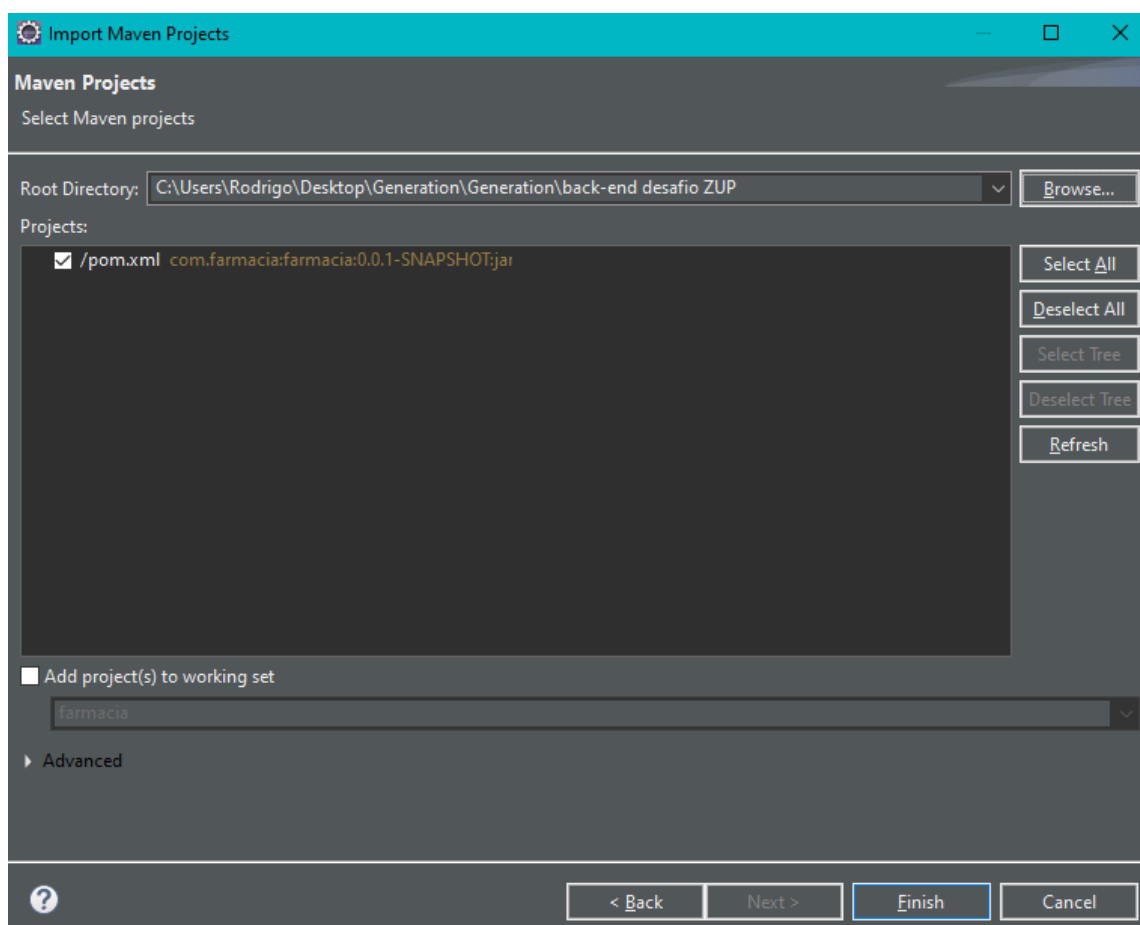 Import Maven Projects
Maven Projects
Select Maven projects
Root Directory: C:\Users\Rodrigo\Desktop\Generation\Generation\back-end desafio ZUP Browse...
Projects:
/pom.xml com.farmacia:farmacia:0.0.1-SNAPSHOT:jar
Select All
Deselect All
Select Tree
Deselect Tree
Refresh
Add project(s) to working set
farmacia
Advanced
? < Back Next > Finish Cancel